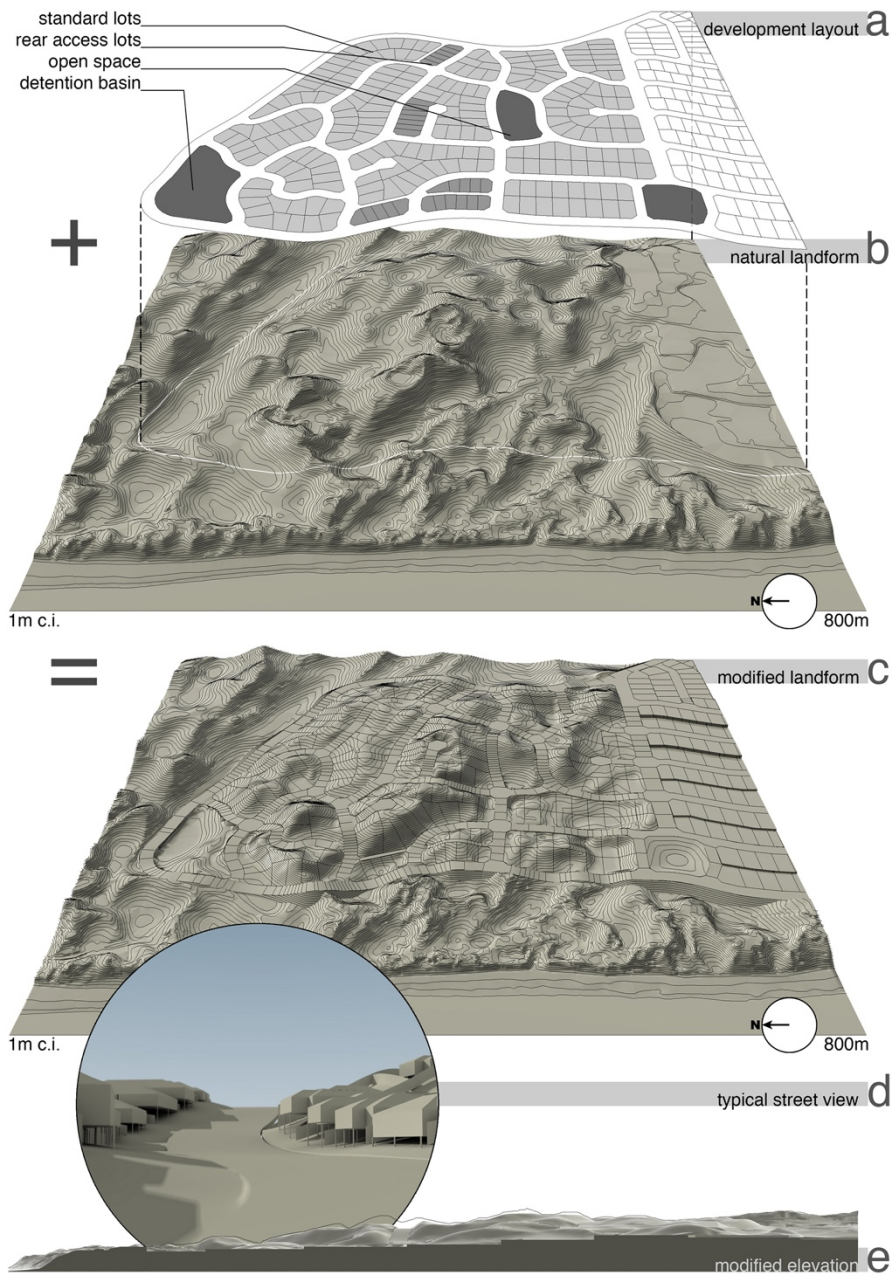 standard lots
rear access lots
open space
detention basin
development layout
a
+
natural landform
b
N
1m c.i.
800m
=
modified landform
c
N
1m c.i.
800m
typical street view
d
modified elevation
e